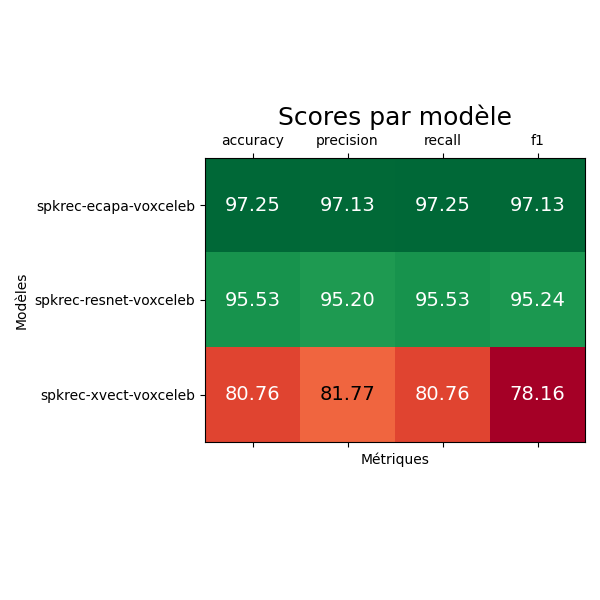 Scores par modèle
accuracy precision recall f1
spkrec-ecapa-voxceleb 97.25 97.13 97.25 97.13
spkrec-resnet-voxceleb 95.53 95.20 95.53 95.24
spkrec-xvect-voxceleb 80.76 81.77 80.76 78.16
Modèles
Métriques